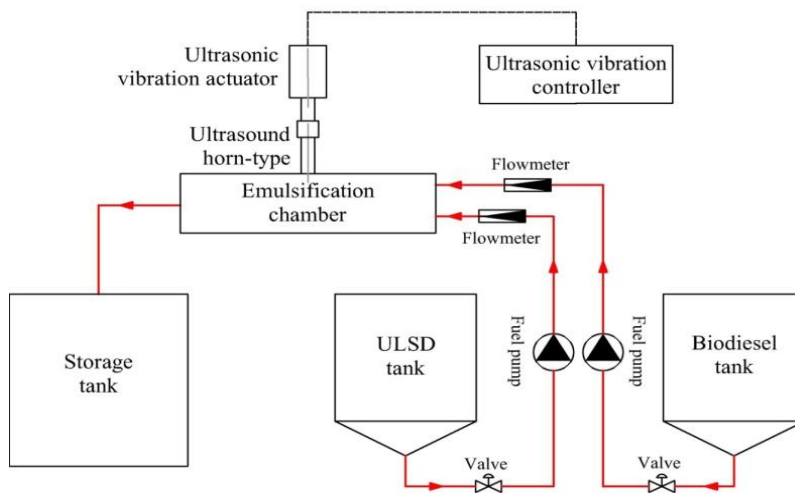 Ultrasonic
vibration actuator
Ultrasonic vibration
controller
Ultrasound
horn-type
Emulsification
chamber
Flowmeter
Flowmeter
Storage
tank
ULSD
tank
Fuel pump
Fuel pump
Biodiesel
tank
Valve
Valve